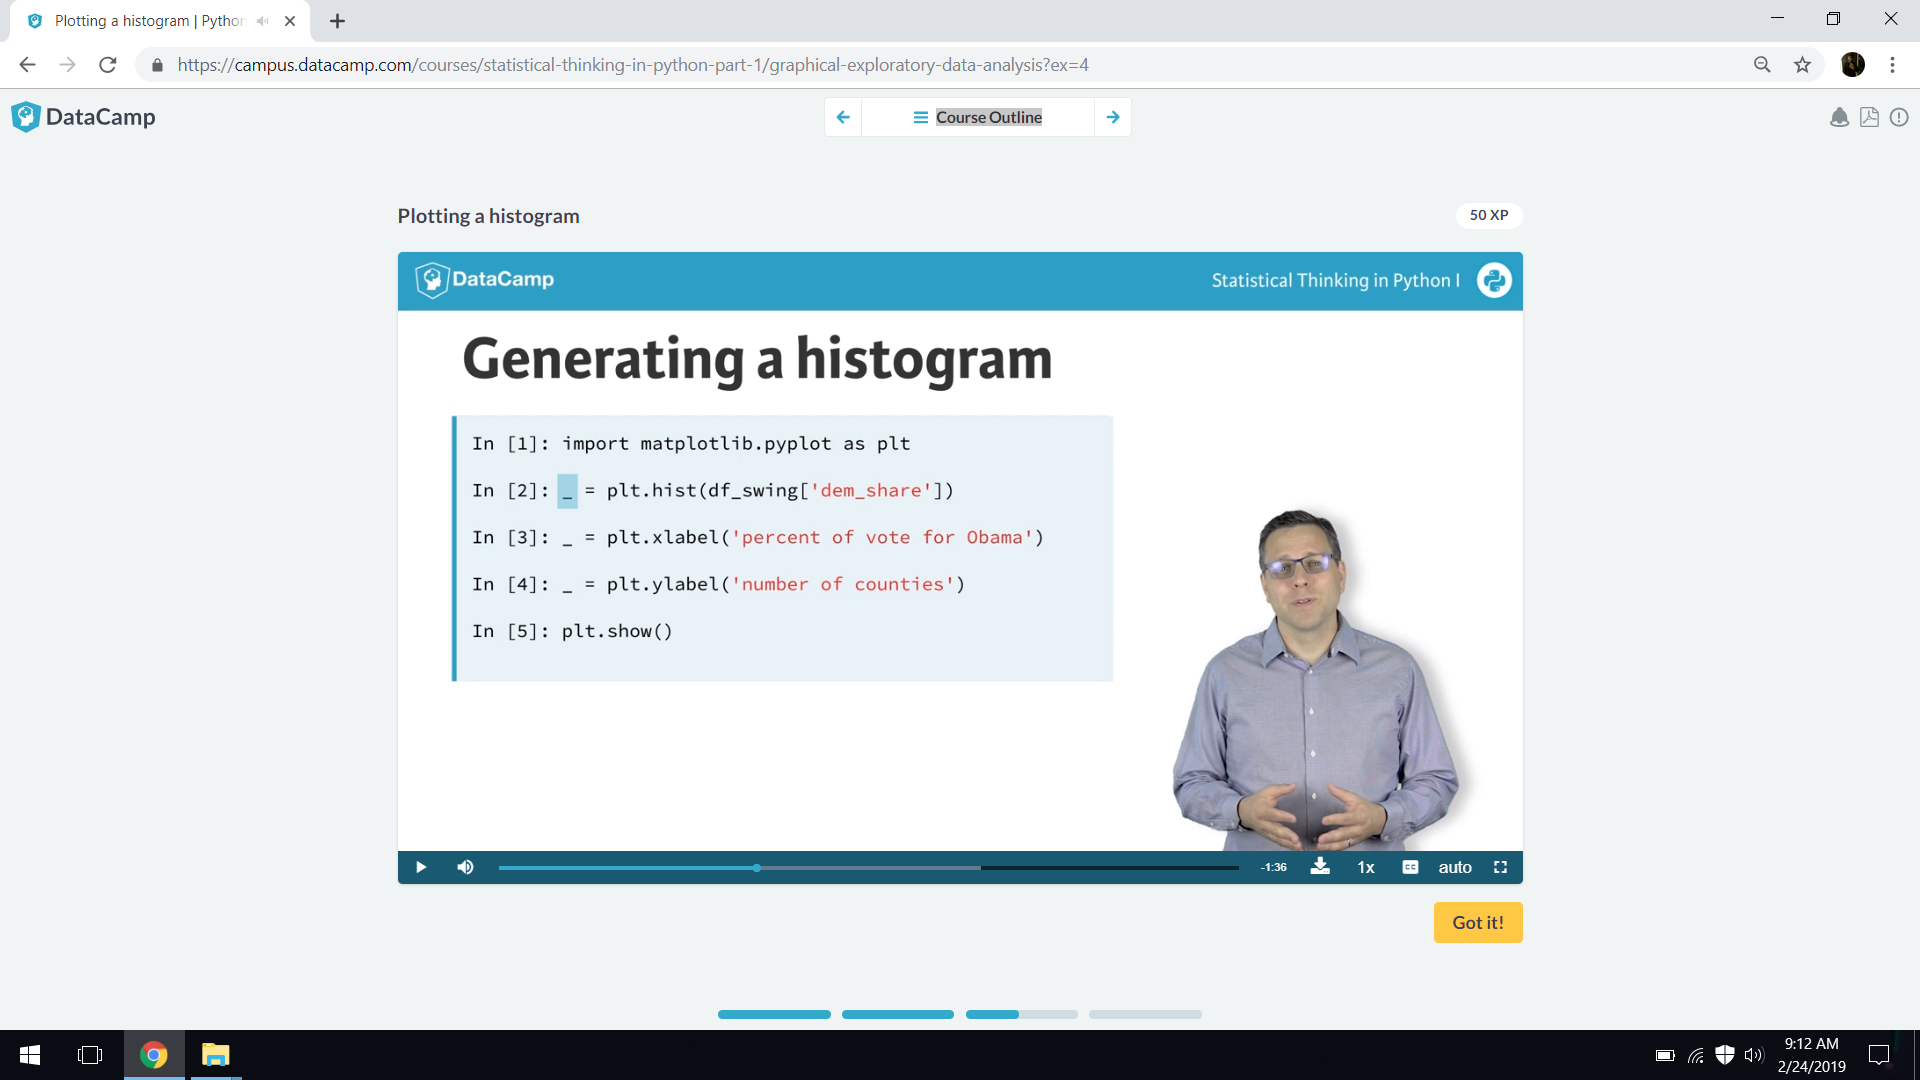 Plotting a histogram | Python
https://campus.datacamp.com/courses/statistical-thinking-in-python-part-1/graphical-exploratory-data-analysis?ex=4
DataCamp
Course Outline
Plotting a histogram
50 XP
DataCamp
Statistical Thinking in Python I
Generating a histogram
In [1]: import matplotlib.pyplot as plt
In [2]: _ = plt.hist(df_swing['dem_share'])
In [3]: _ = plt.xlabel('percent of vote for Obama')
In [4]: _ = plt.ylabel('number of counties')
In [5]: plt.show()
-1:36
1x
CC
auto
Got it!
9:12 AM
2/24/2019